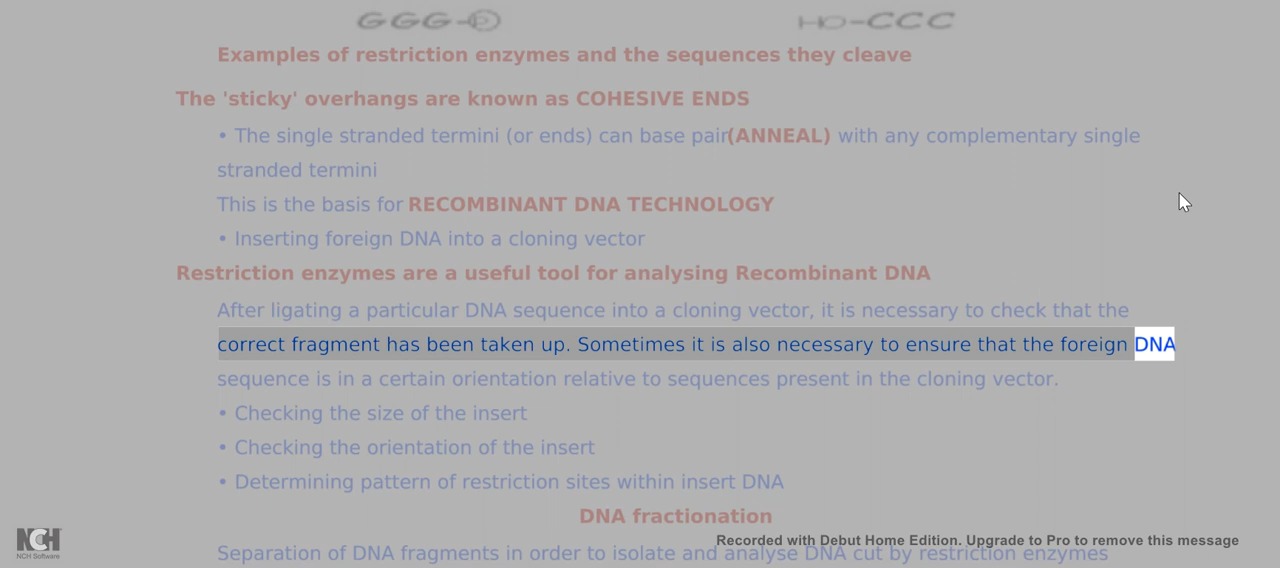 GGG-P HO-CCC
Examples of restriction enzymes and the sequences they cleave
The 'sticky' overhangs are known as COHESIVE ENDS
• The single stranded termini (or ends) can base pair(ANNEAL) with any complementary single
stranded termini
This is the basis for RECOMBINANT DNA TECHNOLOGY
• Inserting foreign DNA into a cloning vector
Restriction enzymes are a useful tool for analysing Recombinant DNA
After ligating a particular DNA sequence into a cloning vector, it is necessary to check that the
correct fragment has been taken up. Sometimes it is also necessary to ensure that the foreign DNA
sequence is in a certain orientation relative to sequences present in the cloning vector.
• Checking the size of the insert
• Checking the orientation of the insert
• Determining pattern of restriction sites within insert DNA
DNA fractionation
Separation of DNA fragments in order to isolate and analyse DNA cut by restriction enzymes
NCH
NCH Software
Recorded with Debut Home Edition. Upgrade to Pro to remove this message